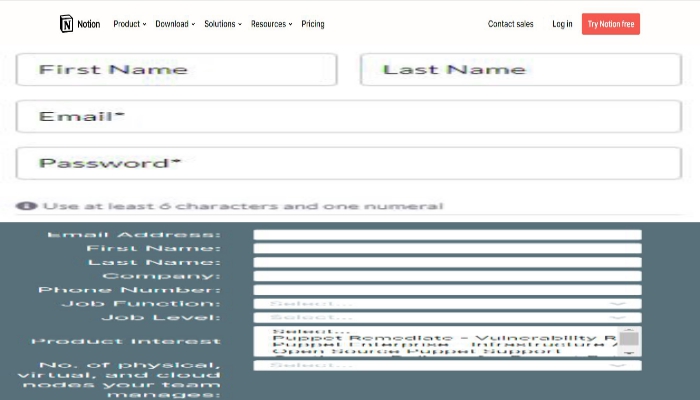 Notion Product Download Solutions Resources Pricing Contact sales Log in Try Notion free
First Name Last Name
Email*
Password*
Use at least 6 characters and one numeral
Email Address:
First Name:
Last Name:
Company:
Phone Number:
Job Function: Select...
Job Level: Select...
Select...
Product Interest
Puppet Remediate - Vulnerability R
Puppet Enterprise - Infrastructure
Open Source Puppet Support
No. of physical, Select...
virtual, and cloud
nodes your team
manages: